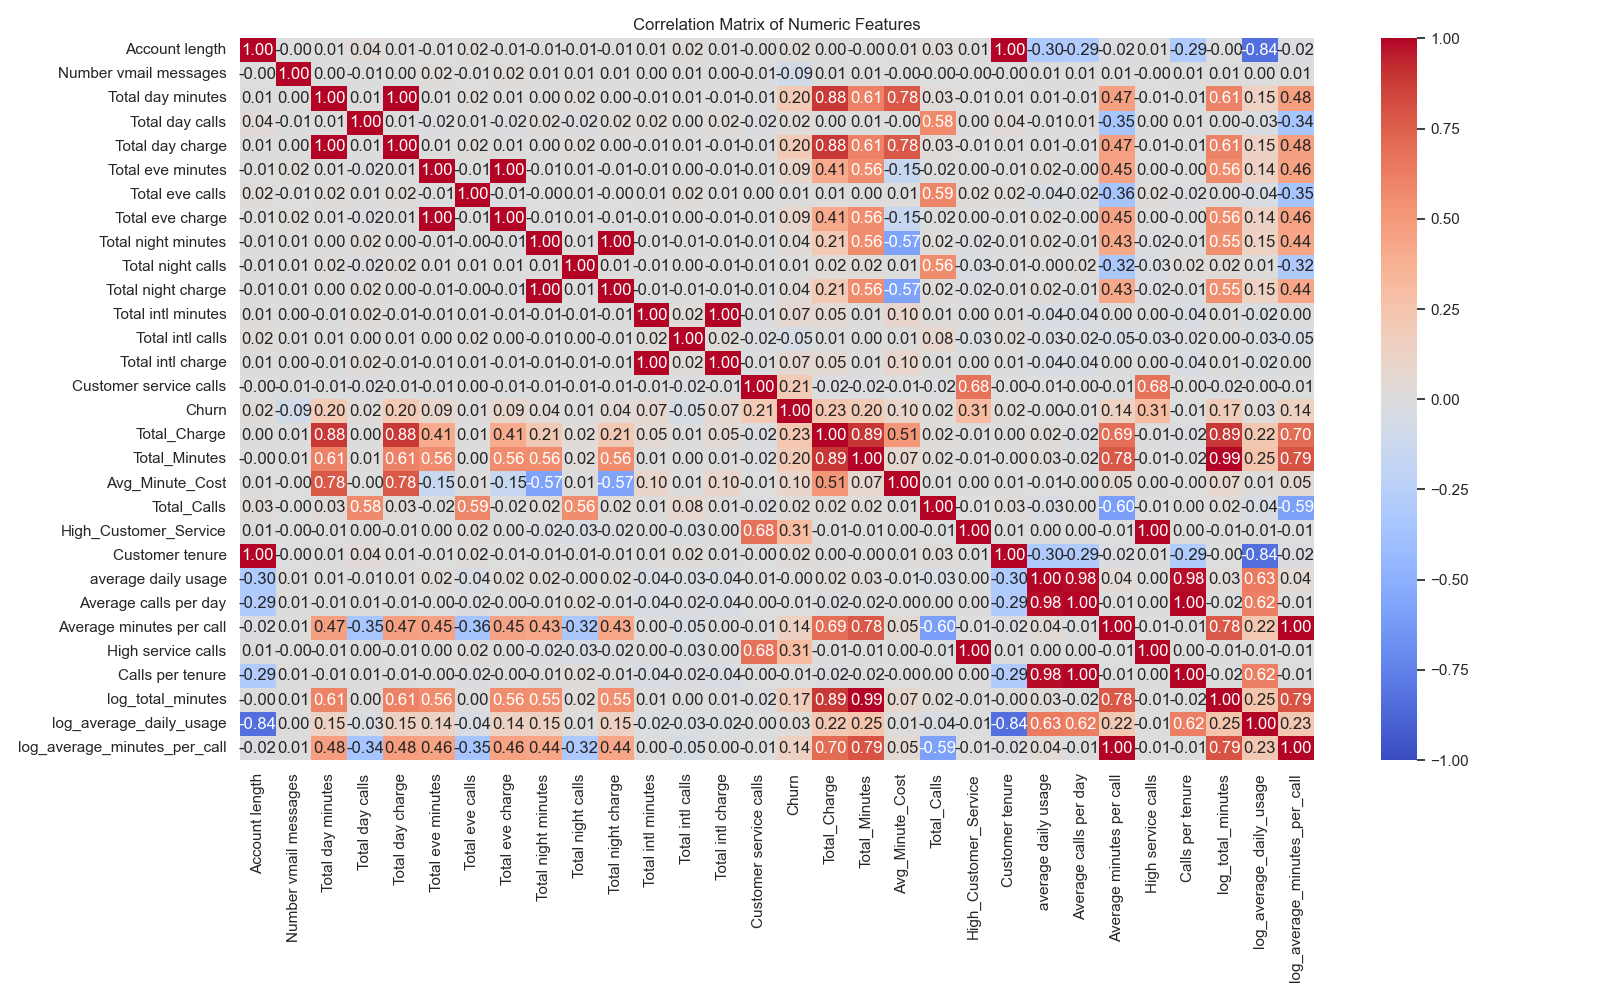 Correlation Matrix of Numeric Features
Account length 1.00 -0.00 0.01 0.04 0.01 -0.01 0.02 -0.01 -0.01 -0.01 -0.01 0.01 0.02 0.01 -0.00 0.02 0.00 -0.00 0.01 0.03 0.01 1.00 -0.30 -0.29 -0.02 0.01 -0.29 -0.00 -0.84 -0.02
Number vmail messages -0.00 1.00 0.00 -0.01 0.00 0.02 -0.01 0.02 0.01 0.01 0.01 0.00 0.01 0.00 -0.01 -0.09 0.01 0.01 -0.00 -0.00 -0.00 -0.00 0.01 0.01 0.01 -0.00 0.01 0.01 0.00 0.01
Total day minutes 0.01 0.00 1.00 0.01 1.00 0.01 0.02 0.01 0.00 0.02 0.00 -0.01 0.01 -0.01 -0.01 0.20 0.88 0.61 0.78 0.03 -0.01 0.01 0.01 -0.01 0.47 -0.01 -0.01 0.61 0.15 0.48
Total day calls 0.04 -0.01 0.01 1.00 0.01 -0.02 0.01 -0.02 0.02 -0.02 0.02 0.02 0.00 0.02 -0.02 0.02 0.00 0.01 -0.00 0.58 0.00 0.04 -0.01 0.01 -0.35 0.00 0.01 0.00 -0.03 -0.34
Total day charge 0.01 0.00 1.00 0.01 1.00 0.01 0.02 0.01 0.00 0.02 0.00 -0.01 0.01 -0.01 -0.01 0.20 0.88 0.61 0.78 0.03 -0.01 0.01 0.01 -0.01 0.47 -0.01 -0.01 0.61 0.15 0.48
Total eve minutes -0.01 0.02 0.01 -0.02 0.01 1.00 -0.01 1.00 -0.01 0.01 -0.01 -0.01 0.00 -0.01 -0.01 0.09 0.41 0.56 -0.15 -0.02 0.00 -0.01 0.02 -0.00 0.45 0.00 -0.00 0.56 0.14 0.46
Total eve calls 0.02 -0.01 0.02 0.01 0.02 -0.01 1.00 -0.01 -0.00 0.01 -0.00 0.01 0.02 0.01 0.00 0.01 0.01 0.00 0.01 0.59 0.02 0.02 -0.04 -0.02 -0.36 0.02 -0.02 0.00 -0.04 -0.35
Total eve charge -0.01 0.02 0.01 -0.02 0.01 1.00 -0.01 1.00 -0.01 0.01 -0.01 -0.01 0.00 -0.01 -0.01 0.09 0.41 0.56 -0.15 -0.02 0.00 -0.01 0.02 -0.00 0.45 0.00 -0.00 0.56 0.14 0.46
Total night minutes -0.01 0.01 0.00 0.02 0.00 -0.01 -0.00 -0.01 1.00 0.01 1.00 -0.01 -0.01 -0.01 -0.01 0.04 0.21 0.56 -0.57 0.02 -0.02 -0.01 0.02 -0.01 0.43 -0.02 -0.01 0.55 0.15 0.44
Total night calls -0.01 0.01 0.02 -0.02 0.02 0.01 0.01 0.01 0.01 1.00 0.01 -0.01 0.00 -0.01 -0.01 0.01 0.02 0.02 0.01 0.56 -0.03 -0.01 -0.00 0.02 -0.32 -0.03 0.02 0.02 0.01 -0.32
Total night charge -0.01 0.01 0.00 0.02 0.00 -0.01 -0.00 -0.01 1.00 0.01 1.00 -0.01 -0.01 -0.01 -0.01 0.04 0.21 0.56 -0.57 0.02 -0.02 -0.01 0.02 -0.01 0.43 -0.02 -0.01 0.55 0.15 0.44
Total intl minutes 0.01 0.00 -0.01 0.02 -0.01 -0.01 0.01 -0.01 -0.01 -0.01 -0.01 1.00 0.02 1.00 -0.01 0.07 0.05 0.01 0.10 0.01 0.00 0.01 -0.04 -0.04 0.00 0.00 -0.04 0.01 -0.02 0.00
Total intl calls 0.02 0.01 0.01 0.00 0.01 0.00 0.02 0.00 -0.01 0.00 -0.01 0.02 1.00 0.02 -0.02 -0.05 0.01 0.00 0.01 0.08 -0.03 0.02 -0.03 -0.02 -0.05 -0.03 -0.02 0.00 -0.03 -0.05
Total intl charge 0.01 0.00 -0.01 0.02 -0.01 -0.01 0.01 -0.01 -0.01 -0.01 -0.01 1.00 0.02 1.00 -0.01 0.07 0.05 0.01 0.10 0.01 0.00 0.01 -0.04 -0.04 0.00 0.00 -0.04 0.01 -0.02 0.00
Customer service calls -0.00 -0.01 -0.01 -0.02 -0.01 -0.01 0.00 -0.01 -0.01 -0.01 -0.01 -0.01 -0.02 -0.01 1.00 0.21 -0.02 -0.02 -0.01 -0.02 0.68 -0.00 -0.01 -0.00 -0.01 0.68 -0.00 -0.02 -0.00 -0.01
Churn 0.02 -0.09 0.20 0.02 0.20 0.09 0.01 0.09 0.04 0.01 0.04 0.07 -0.05 0.07 0.21 1.00 0.23 0.20 0.10 0.02 0.31 0.02 -0.00 -0.01 0.14 0.31 -0.01 0.17 0.03 0.14
Total_Charge 0.00 0.01 0.88 0.00 0.88 0.41 0.01 0.41 0.21 0.02 0.21 0.05 0.01 0.05 -0.02 0.23 1.00 0.89 0.51 0.02 -0.01 0.00 0.02 -0.02 0.69 -0.01 -0.02 0.89 0.22 0.70
Total_Minutes -0.00 0.01 0.61 0.01 0.61 0.56 0.00 0.56 0.56 0.02 0.56 0.01 0.00 0.01 -0.02 0.20 0.89 1.00 0.07 0.02 -0.01 -0.00 0.03 -0.02 0.78 -0.01 -0.02 0.99 0.25 0.79
Avg_Minute_Cost 0.01 -0.00 0.78 -0.00 0.78 -0.15 0.01 -0.15 -0.57 0.01 -0.57 0.10 0.01 0.10 -0.01 0.10 0.51 0.07 1.00 0.01 0.00 0.01 -0.01 -0.00 0.05 0.00 -0.00 0.07 0.01 0.05
Total_Calls 0.03 -0.00 0.03 0.58 0.03 -0.02 0.59 -0.02 0.02 0.56 0.02 0.01 0.08 0.01 -0.02 0.02 0.02 0.02 0.01 1.00 -0.01 0.03 -0.03 0.00 -0.60 -0.01 0.00 0.02 -0.04 -0.59
High_Customer_Service 0.01 -0.00 -0.01 0.00 -0.01 0.00 0.02 0.00 -0.02 -0.03 -0.02 0.00 -0.03 0.00 0.68 0.31 -0.01 -0.01 0.00 -0.01 1.00 0.01 0.00 0.00 -0.01 1.00 0.00 -0.01 -0.01 -0.01
Customer tenure 1.00 -0.00 0.01 0.04 0.01 -0.01 0.02 -0.01 -0.01 -0.01 -0.01 0.01 0.02 0.01 -0.00 0.02 0.00 -0.00 0.01 0.03 0.01 1.00 -0.30 -0.29 -0.02 0.01 -0.29 -0.00 -0.84 -0.02
average daily usage -0.30 0.01 0.01 -0.01 0.01 0.02 -0.04 0.02 0.02 -0.00 0.02 -0.04 -0.03 -0.04 -0.01 -0.00 0.02 0.03 -0.01 -0.03 0.00 -0.30 1.00 0.98 0.04 0.00 0.98 0.03 0.63 0.04
Average calls per day -0.29 0.01 -0.01 0.01 -0.01 -0.00 -0.02 -0.00 -0.01 0.02 -0.01 -0.04 -0.02 -0.04 -0.00 -0.01 -0.02 -0.02 -0.00 0.00 0.00 -0.29 0.98 1.00 -0.01 0.00 1.00 -0.02 0.62 -0.01
Average minutes per call -0.02 0.01 0.47 -0.35 0.47 0.45 -0.36 0.45 0.43 -0.32 0.43 0.00 -0.05 0.00 -0.01 0.14 0.69 0.78 0.05 -0.60 -0.01 -0.02 0.04 -0.01 1.00 -0.01 -0.01 0.78 0.22 1.00
High service calls 0.01 -0.00 -0.01 0.00 -0.01 0.00 0.02 0.00 -0.02 -0.03 -0.02 0.00 -0.03 0.00 0.68 0.31 -0.01 -0.01 0.00 -0.01 1.00 0.01 0.00 0.00 -0.01 1.00 0.00 -0.01 -0.01 -0.01
Calls per tenure -0.29 0.01 -0.01 0.01 -0.01 -0.00 -0.02 -0.00 -0.01 0.02 -0.01 -0.04 -0.02 -0.04 -0.00 -0.01 -0.02 -0.02 -0.00 0.00 0.00 -0.29 0.98 1.00 -0.01 0.00 1.00 -0.02 0.62 -0.01
log_total_minutes -0.00 0.01 0.61 0.00 0.61 0.56 0.00 0.56 0.55 0.02 0.55 0.01 0.00 0.01 -0.02 0.17 0.89 0.99 0.07 0.02 -0.01 -0.00 0.03 -0.02 0.78 -0.01 -0.02 1.00 0.25 0.79
log_average_daily_usage -0.84 0.00 0.15 -0.03 0.15 0.14 -0.04 0.14 0.15 0.01 0.15 -0.02 -0.03 -0.02 -0.00 0.03 0.22 0.25 0.01 -0.04 -0.01 -0.84 0.63 0.62 0.22 -0.01 0.62 0.25 1.00 0.23
log_average_minutes_per_call -0.02 0.01 0.48 -0.34 0.48 0.46 -0.35 0.46 0.44 -0.32 0.44 0.00 -0.05 0.00 -0.01 0.14 0.70 0.79 0.05 -0.59 -0.01 -0.02 0.04 -0.01 1.00 -0.01 -0.01 0.79 0.23 1.00
Account length
Number vmail messages
Total day minutes
Total day calls
Total day charge
Total eve minutes
Total eve calls
Total eve charge
Total night minutes
Total night calls
Total night charge
Total intl minutes
Total intl calls
Total intl charge
Customer service calls
Churn
Total_Charge
Total_Minutes
Avg_Minute_Cost
Total_Calls
High_Customer_Service
Customer tenure
average daily usage
Average calls per day
Average minutes per call
High service calls
Calls per tenure
log_total_minutes
log_average_daily_usage
log_average_minutes_per_call
1.00
0.75
0.50
0.25
0.00
−0.25
−0.50
−0.75
−1.00